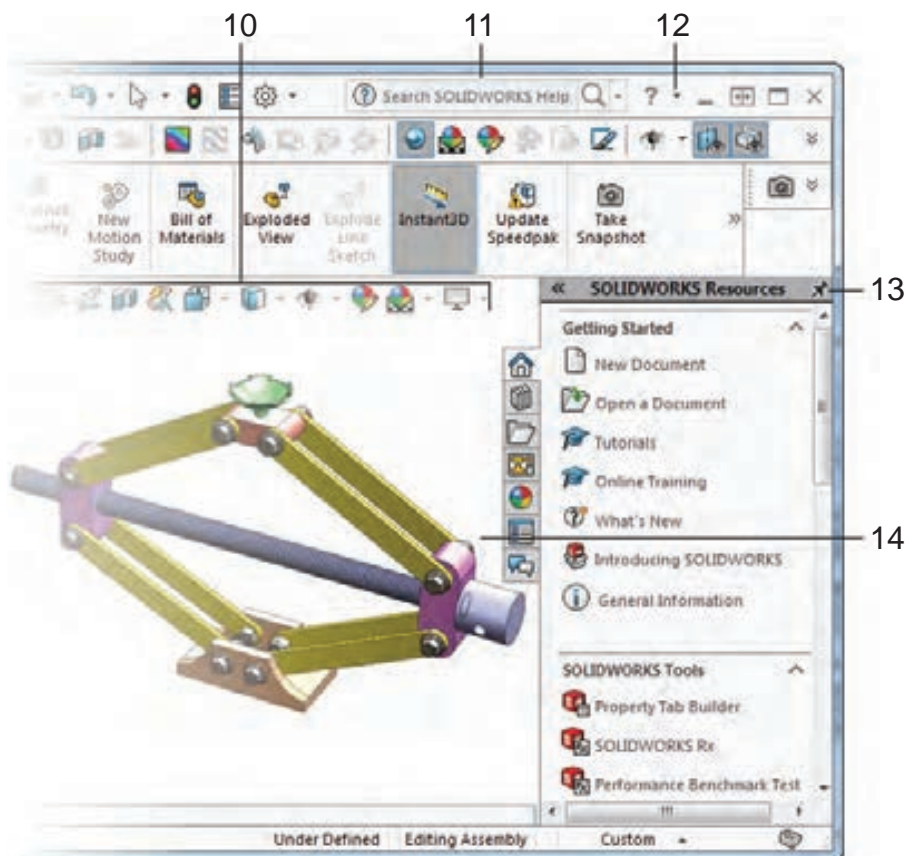 10 11 12
Search SOLIDWORKS Help ?
New Motion Study
Bill of Materials
Exploded View
Explode Line Sketch
Instant3D
Update Speedpak
Take Snapshot
SOLIDWORKS Resources
13
Getting Started
New Document
Open a Document
Tutorials
Online Training
What's New
14
Introducing SOLIDWORKS
General Information
SOLIDWORKS Tools
Property Tab Builder
SOLIDWORKS Rx
Performance Benchmark Test
Under Defined Editing Assembly Custom